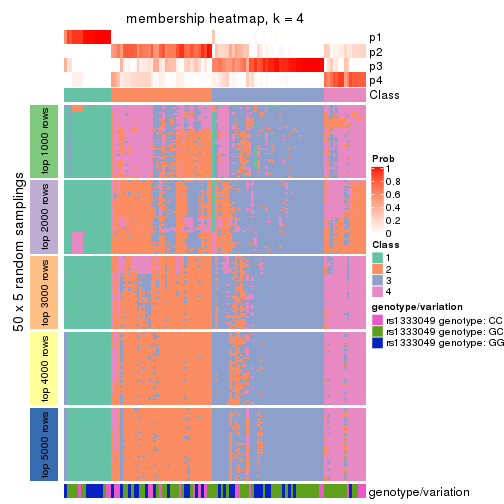 membership heatmap, k = 4
p1
p2
p3
p4
Class
50 x 5 random samplings
top 1000 rows
top 2000 rows
top 3000 rows
top 4000 rows
top 5000 rows
genotype/variation
Prob
1
0.8
0.6
0.4
0.2
0
Class
1
2
3
4
genotype/variation
rs1333049 genotype: CC
rs1333049 genotype: GC
rs1333049 genotype: GG